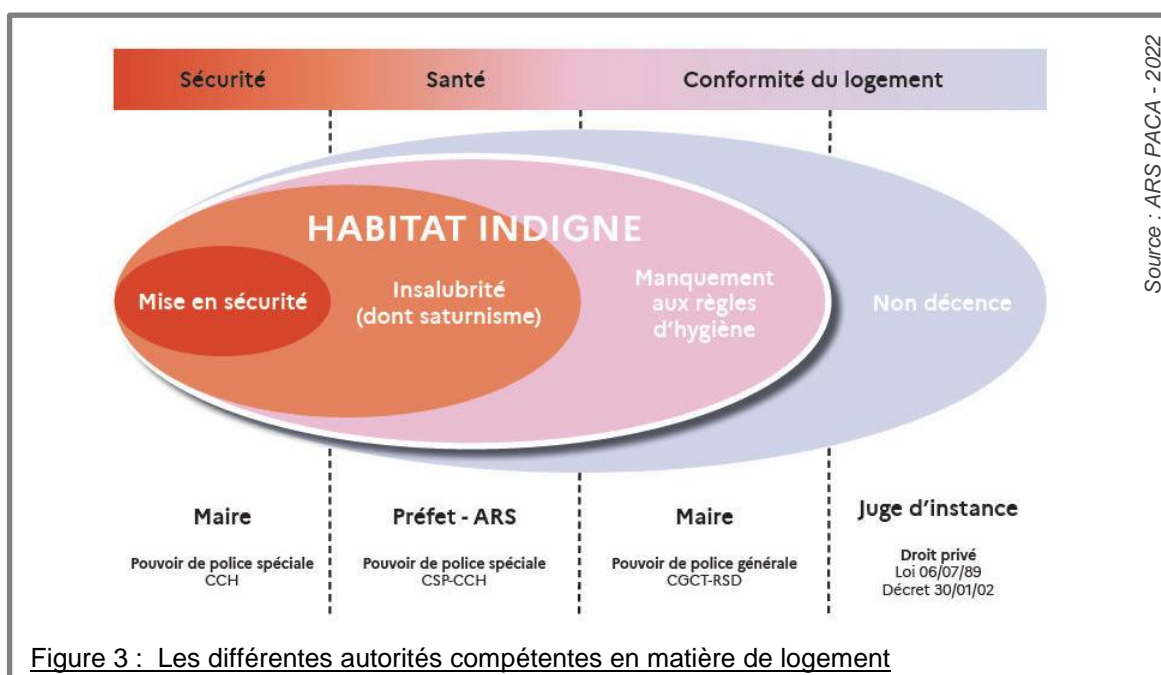 Sécurité
Santé
Conformité du logement
Source : ARS PACA - 2022
HABITAT INDIGNE
Mise en sécurité
Insalubrité
(dont saturnisme)
Manquement
aux règles
d'hygiène
Non décence
Maire
Pouvoir de police spéciale
CCH
Préfet - ARS
Pouvoir de police spéciale
CSP-CCH
Maire
Pouvoir de police générale
CGCT-RSD
Juge d'instance
Droit privé
Loi 06/07/89
Décret 30/01/02
Figure 3 : Les différentes autorités compétentes en matière de logement